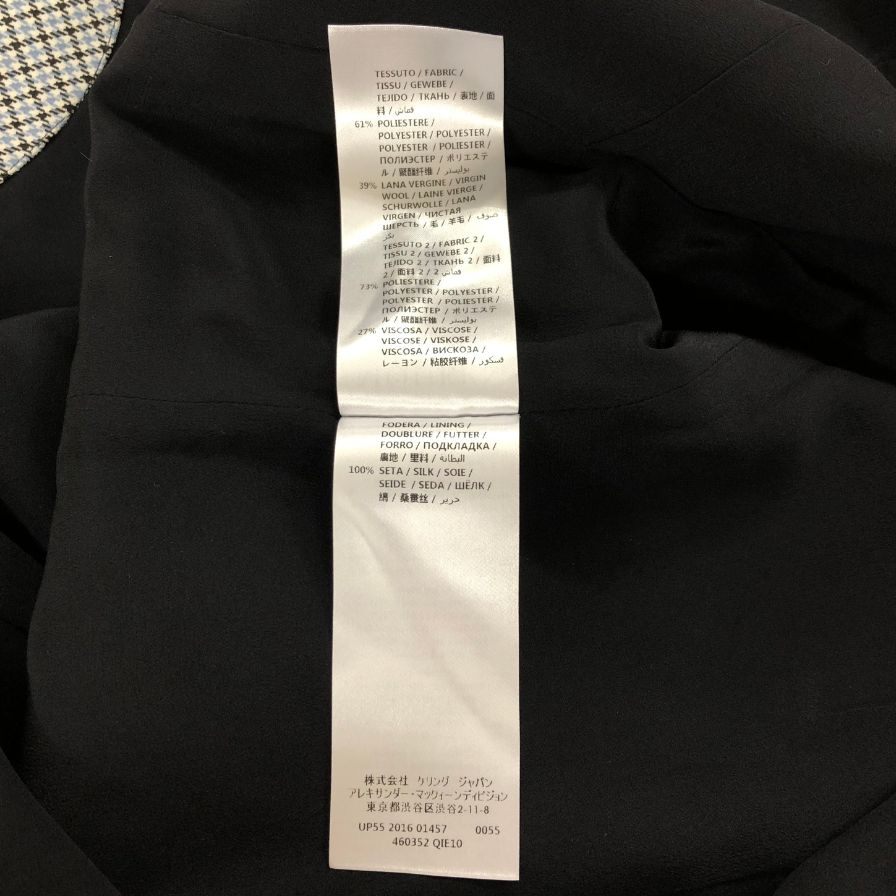 TESSUTO / FABRIC /
TISSU / GEWEBE /
TEJIDO / ТКАНЬ / 表地 / 面
料 / قماش
61% POLIESTERE /
POLYESTER / POLYESTER /
POLYESTER / POLIESTER /
ПОЛИЭСТЕР / ポリエステ
ル / 聚酯纤维 / بوليستر
39% LANA VERGINE / VIRGIN
WOOL / LAINE VIERGE /
SCHURWOLLE / LANA
VIRGEN / ЧИСТАЯ
ШЕРСТЬ / 毛 / 羊毛 / صوف
بكر
TESSUTO 2 / FABRIC 2 /
TISSU 2 / GEWEBE 2 /
TEJIDO 2 / ТКАНЬ 2 / 表地
2 / 面料 2 / قماش 2
73% POLIESTERE /
POLYESTER / POLYESTER /
POLYESTER / POLIESTER /
ПОЛИЭСТЕР / ポリエステ
ル / 聚酯纤维 / بوليستر
27% VISCOSA / VISCOSE /
VISCOSE / VISKOSE /
VISCOSA / ВИСКОЗА /
レーヨン / 粘胶纤维 / فسكوز
FODERA / LINING /
DOUBLURE / FUTTER /
FORRO / ПОДКЛАДКА /
裏地 / 里料 / البطانة
100% SETA / SILK / SOIE /
SEIDE / SEDA / ШЁЛК /
絹 / 桑蚕丝 / حرير
株式会社 ケリング ジャパン
アレキサンダー・マックィーンディビジョン
東京都渋谷区渋谷2-11-8
UP55 2016 01457 0055
460352 QIE10